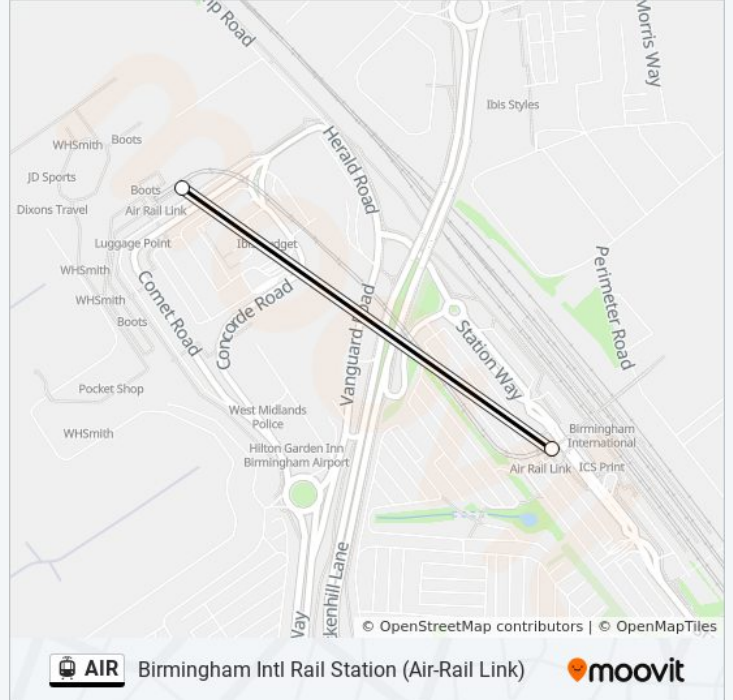 Morris Way
Ibis Styles
Herald Road
WHSmith
Boots
JD Sports
Boots
Dixons Travel
Air Rail Link
Luggage Point
WHSmith
WHSmith
Boots
Comet Road
Concorde Road
Vanguard Road
Perimeter Road
Station Way
Pocket Shop
WHSmith
West Midlands
Police
Hilton Garden Inn
Birmingham Airport
Birmingham
International
Air Rail Link
ICS Print
© OpenStreetMap contributors | © OpenMapTiles
AIR
Birmingham Intl Rail Station (Air-Rail Link)
moovit